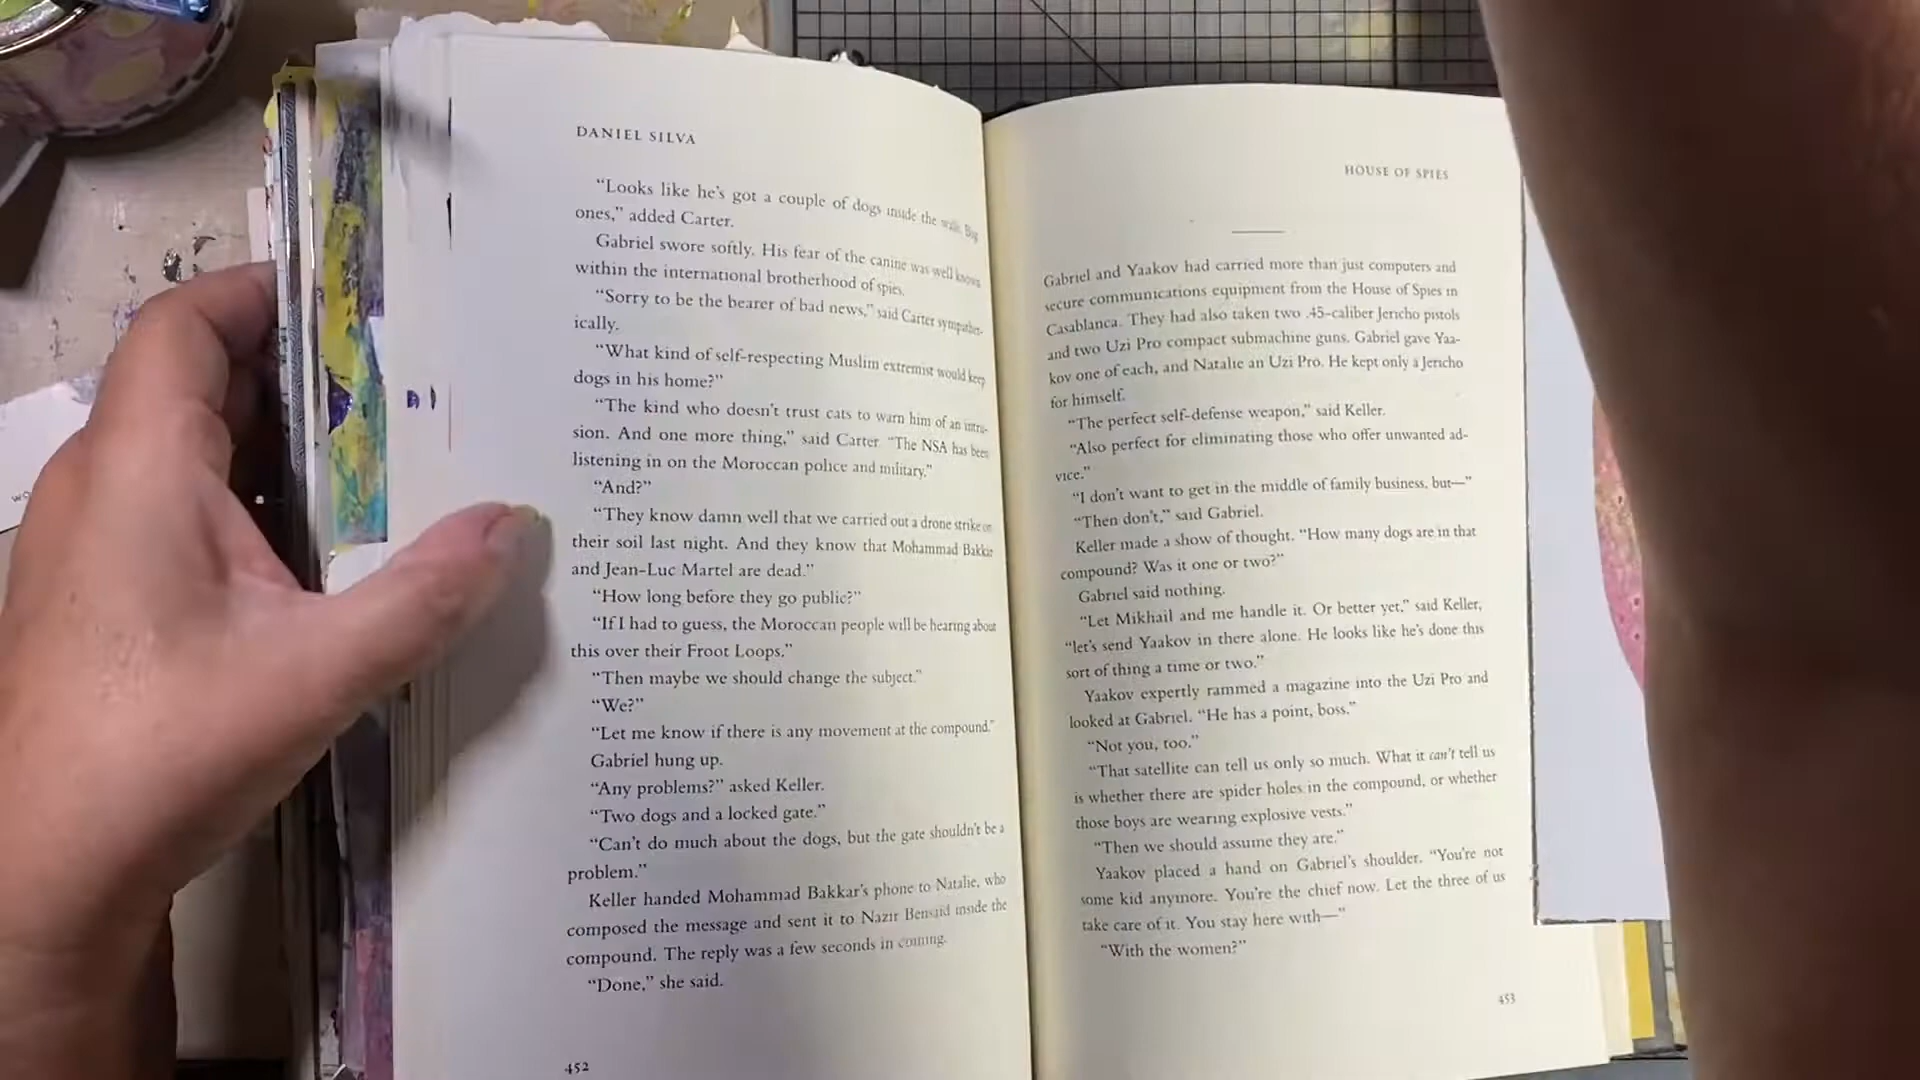 DANIEL SILVA
“Looks like he’s got a couple of dogs inside the walls. Big
ones,” added Carter.
Gabriel swore softly. His fear of the canine was well known
within the international brotherhood of spies.
“Sorry to be the bearer of bad news,” said Carter sympathet-
ically.
“What kind of self-respecting Muslim extremist would keep
dogs in his home?”
“The kind who doesn’t trust cats to warn him of an intru-
sion. And one more thing,” said Carter “The NSA has been
listening in on the Moroccan police and military.”
“And?”
“They know damn well that we carried out a drone strike on
their soil last night. And they know that Mohammad Bakkar
and Jean-Luc Martel are dead.”
“How long before they go public?”
“If I had to guess, the Moroccan people will be hearing about
this over their Froot Loops.”
“Then maybe we should change the subject.”
“We?”
“Let me know if there is any movement at the compound.”
Gabriel hung up.
“Any problems?” asked Keller.
“Two dogs and a locked gate.”
“Can’t do much about the dogs, but the gate shouldn’t be a
problem.”
Keller handed Mohammad Bakkar’s phone to Natalie, who
composed the message and sent it to Nazir Bensaïd inside the
compound. The reply was a few seconds in coming.
“Done,” she said.
452
HOUSE OF SPIES
Gabriel and Yaakov had carried more than just computers and
secure communications equipment from the House of Spies in
Casablanca. They had also taken two .45-caliber Jericho pistols
and two Uzi Pro compact submachine guns. Gabriel gave Yaa-
kov one of each, and Natalie an Uzi Pro. He kept only a Jericho
for himself.
“The perfect self-defense weapon,” said Keller.
“Also perfect for eliminating those who offer unwanted ad-
vice.”
“I don’t want to get in the middle of family business, but—”
“Then don’t,” said Gabriel.
Keller made a show of thought. “How many dogs are in that
compound? Was it one or two?”
Gabriel said nothing.
“Let Mikhail and me handle it. Or better yet,” said Keller,
“let’s send Yaakov in there alone. He looks like he’s done this
sort of thing a time or two.”
Yaakov expertly rammed a magazine into the Uzi Pro and
looked at Gabriel. “He has a point, boss.”
“Not you, too.”
“That satellite can tell us only so much. What it can’t tell us
is whether there are spider holes in the compound, or whether
those boys are wearing explosive vests.”
“Then we should assume they are.”
Yaakov placed a hand on Gabriel’s shoulder. “You’re not
some kid anymore. You’re the chief now. Let the three of us
take care of it. You stay here with—”
“With the women?”
453